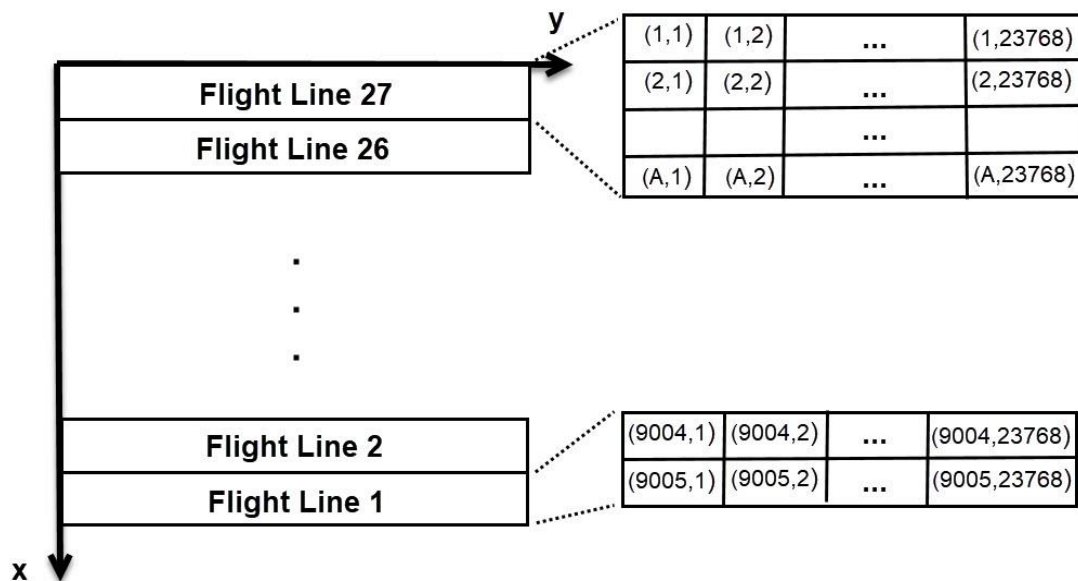 y
(1,1) (1,2) ... (1,23768)
Flight Line 27
(2,1) (2,2) ... (2,23768)
...
Flight Line 26
(A,1) (A,2) ... (A,23768)
.
.
.
Flight Line 2
(9004,1) (9004,2) ... (9004,23768)
Flight Line 1
(9005,1) (9005,2) ... (9005,23768)
x